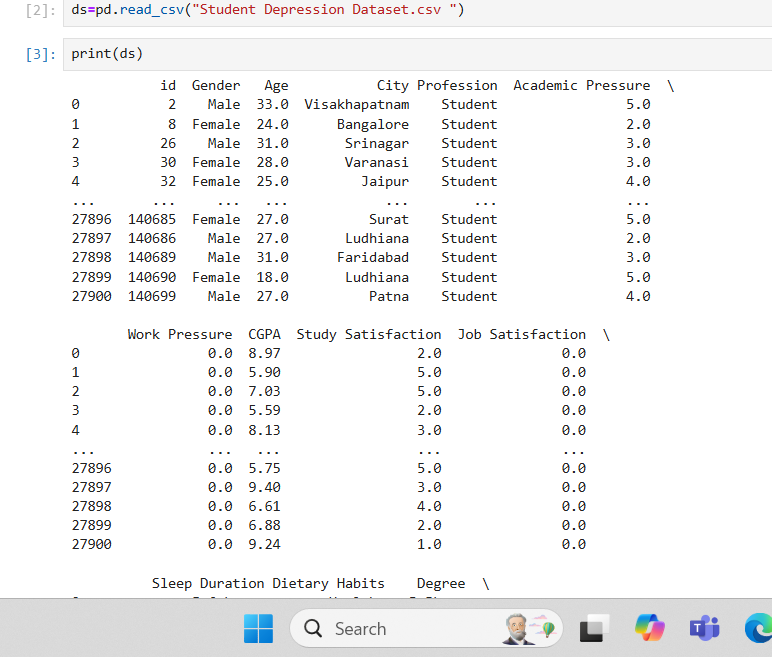 [2]: ds=pd.read_csv("Student Depression Dataset.csv ")
[3]: print(ds)
id Gender Age City Profession Academic Pressure \
0 2 Male 33.0 Visakhapatnam Student 5.0
1 8 Female 24.0 Bangalore Student 2.0
2 26 Male 31.0 Srinagar Student 3.0
3 30 Female 28.0 Varanasi Student 3.0
4 32 Female 25.0 Jaipur Student 4.0
... ... ... ... ... ... ...
27896 140685 Female 27.0 Surat Student 5.0
27897 140686 Male 27.0 Ludhiana Student 2.0
27898 140689 Male 31.0 Faridabad Student 3.0
27899 140690 Female 18.0 Ludhiana Student 5.0
27900 140699 Male 27.0 Patna Student 4.0
Work Pressure CGPA Study Satisfaction Job Satisfaction \
0 0.0 8.97 2.0 0.0
1 0.0 5.90 5.0 0.0
2 0.0 7.03 5.0 0.0
3 0.0 5.59 2.0 0.0
4 0.0 8.13 3.0 0.0
... ... ... ... ...
27896 0.0 5.75 5.0 0.0
27897 0.0 9.40 3.0 0.0
27898 0.0 6.61 4.0 0.0
27899 0.0 6.88 2.0 0.0
27900 0.0 9.24 1.0 0.0
Sleep Duration Dietary Habits Degree \
Search
T